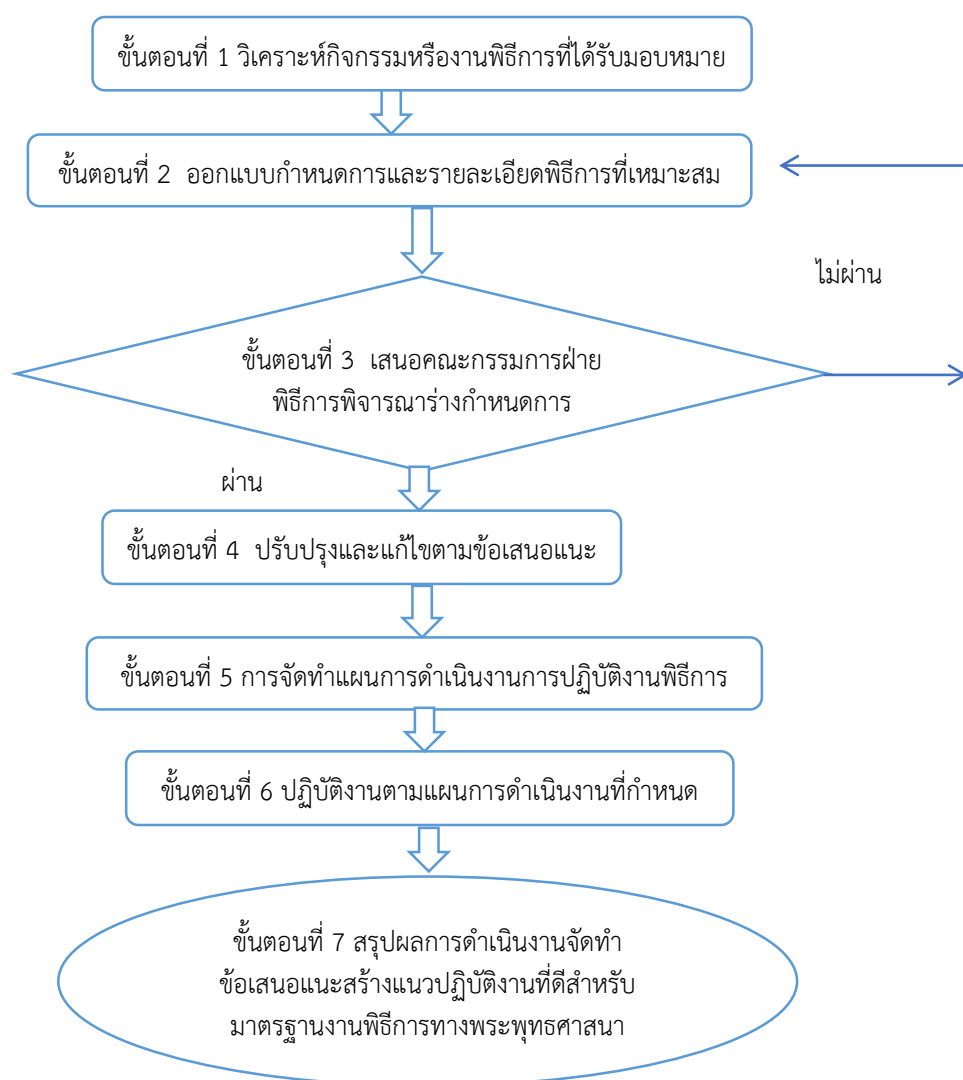 ขั้นตอนที่ 1 วิเคราะห์กิจกรรมหรืองานพิธีการที่ได้รับมอบหมาย
ขั้นตอนที่ 2 ออกแบบกำหนดการและรายละเอียดพิธีการที่เหมาะสม
ไม่ผ่าน
ขั้นตอนที่ 3 เสนอคณะกรรมการฝ่าย
พิธีการพิจารณาร่างกำหนดการ
ผ่าน
ขั้นตอนที่ 4 ปรับปรุงและแก้ไขตามข้อเสนอแนะ
ขั้นตอนที่ 5 การจัดทำแผนการดำเนินงานการปฏิบัติงานพิธีการ
ขั้นตอนที่ 6 ปฏิบัติงานตามแผนการดำเนินงานที่กำหนด
ขั้นตอนที่ 7 สรุปผลการดำเนินงานจัดทำ
ข้อเสนอแนะสร้างแนวปฏิบัติงานที่ดีสำหรับ
มาตรฐานงานพิธีการทางพระพุทธศาสนา